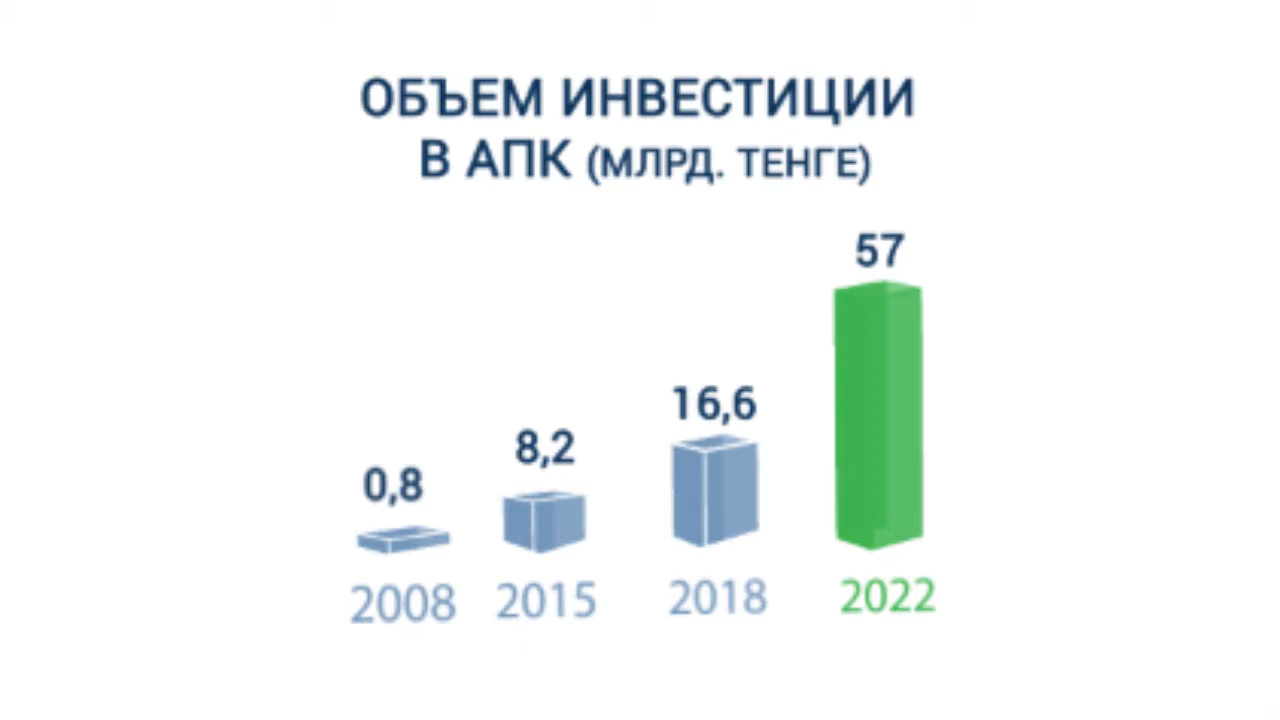 ОБЪЕМ ИНВЕСТИЦИИ
В АПК (МЛРД. ТЕНГЕ)
57
16,6
8,2
0,8
2008 2015 2018 2022